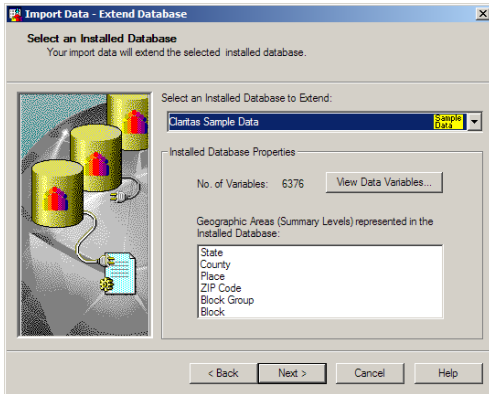 Import Data - Extend Database
Select an Installed Database
Your import data will extend the selected installed database.
Select an Installed Database to Extend:
Claritas Sample Data
Sample
Data
Installed Database Properties
No. of Variables: 6376
View Data Variables...
Geographic Areas (Summary Levels) represented in the
Installed Database:
State
County
Place
ZIP Code
Block Group
Block
< Back
Next >
Cancel
Help